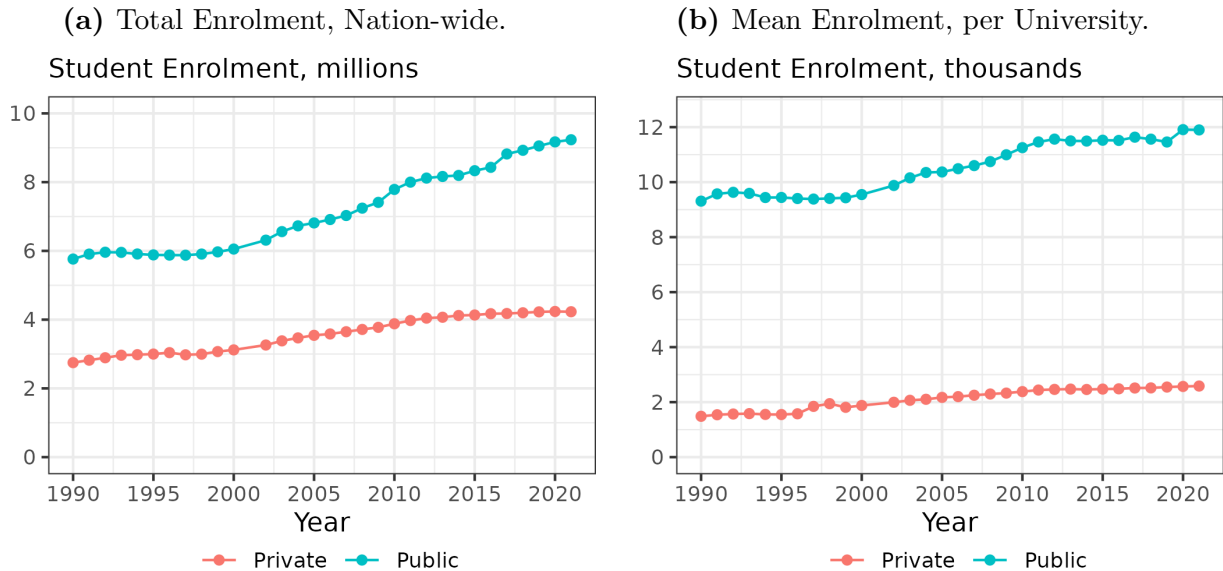 (a) Total Enrolment, Nation-wide.
Student Enrolment, millions
10
8
6
4
2
0
1990 1995 2000 2005 2010 2015 2020
Year
Private Public
(b) Mean Enrolment, per University.
Student Enrolment, thousands
12
10
8
6
4
2
0
1990 1995 2000 2005 2010 2015 2020
Year
Private Public